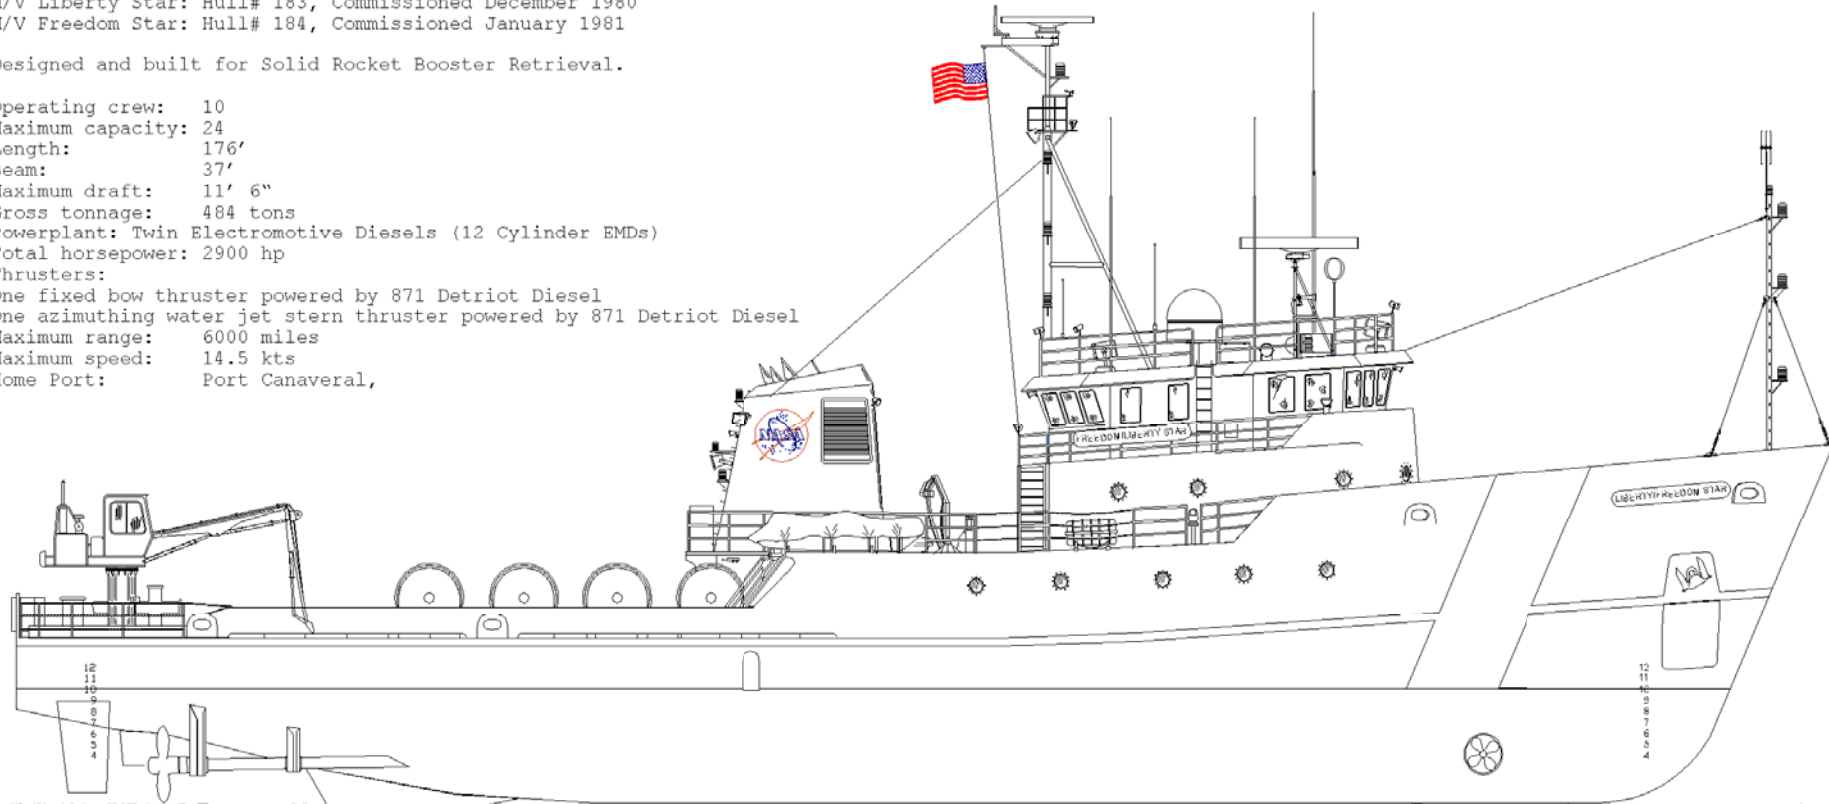 /V Liberty Star: Hull# 183, Commissioned December 1980
/V Freedom Star: Hull# 184, Commissioned January 1981
esigned and built for Solid Rocket Booster Retrieval.
perating crew: 10
aximum capacity: 24
ength: 176'
eam: 37'
aximum draft: 11' 6"
ross tonnage: 484 tons
owerplant: Twin Electromotive Diesels (12 Cylinder EMDs)
otal horsepower: 2900 hp
hrusters:
ne fixed bow thruster powered by 871 Detriot Diesel
ne azimuthing water jet stern thruster powered by 871 Detriot Diesel
aximum range: 6000 miles
aximum speed: 14.5 kts
ome Port: Port Canaveral,
NASA
FREEDOM/LIBERTY STAR
LIBERTY/FREEDOM STAR
12
11
10
9
8
7
6
5
4
12
11
10
9
8
7
6
5
4